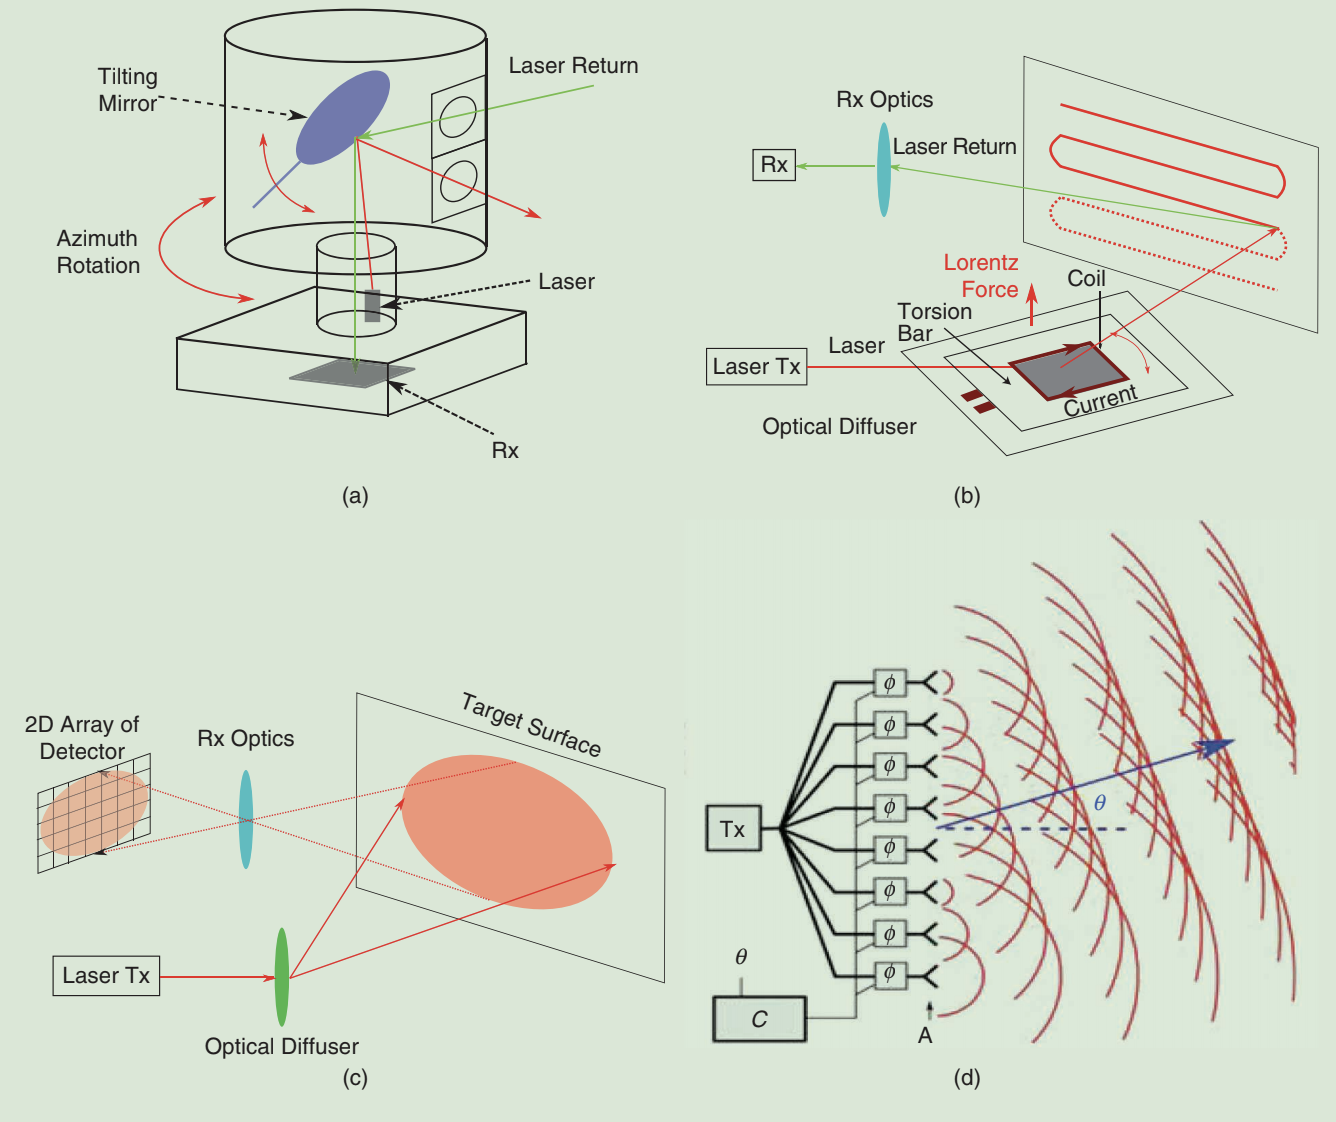 Tilting
Mirror
Laser Return
Azimuth
Rotation
Laser
Rx
(a)
Rx Optics
Rx
Laser Return
Lorentz
Force
Coil
Torsion
Bar
Laser Tx
Laser
Current
Optical Diffuser
(b)
2D Array of
Detector
Rx Optics
Target Surface
Laser Tx
Optical Diffuser
(c)
ϕ
ϕ
ϕ
ϕ
ϕ
ϕ
ϕ
ϕ
Tx
θ
θ
C
A
(d)